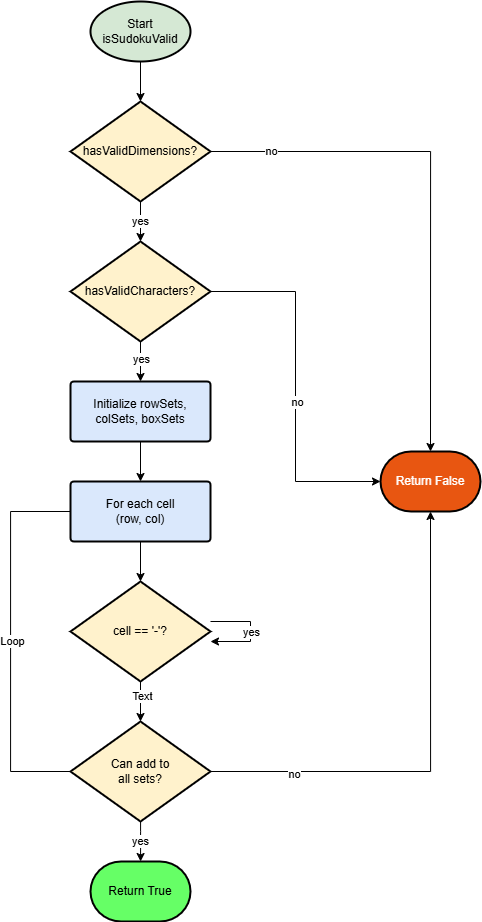 Start
isSudokuValid
hasValidDimensions?
no
yes
hasValidCharacters?
yes
no
Initialize rowSets,
colSets, boxSets
Return False
For each cell
(row, col)
cell == '-'?
yes
Loop
Text
Can add to
all sets?
no
yes
Return True